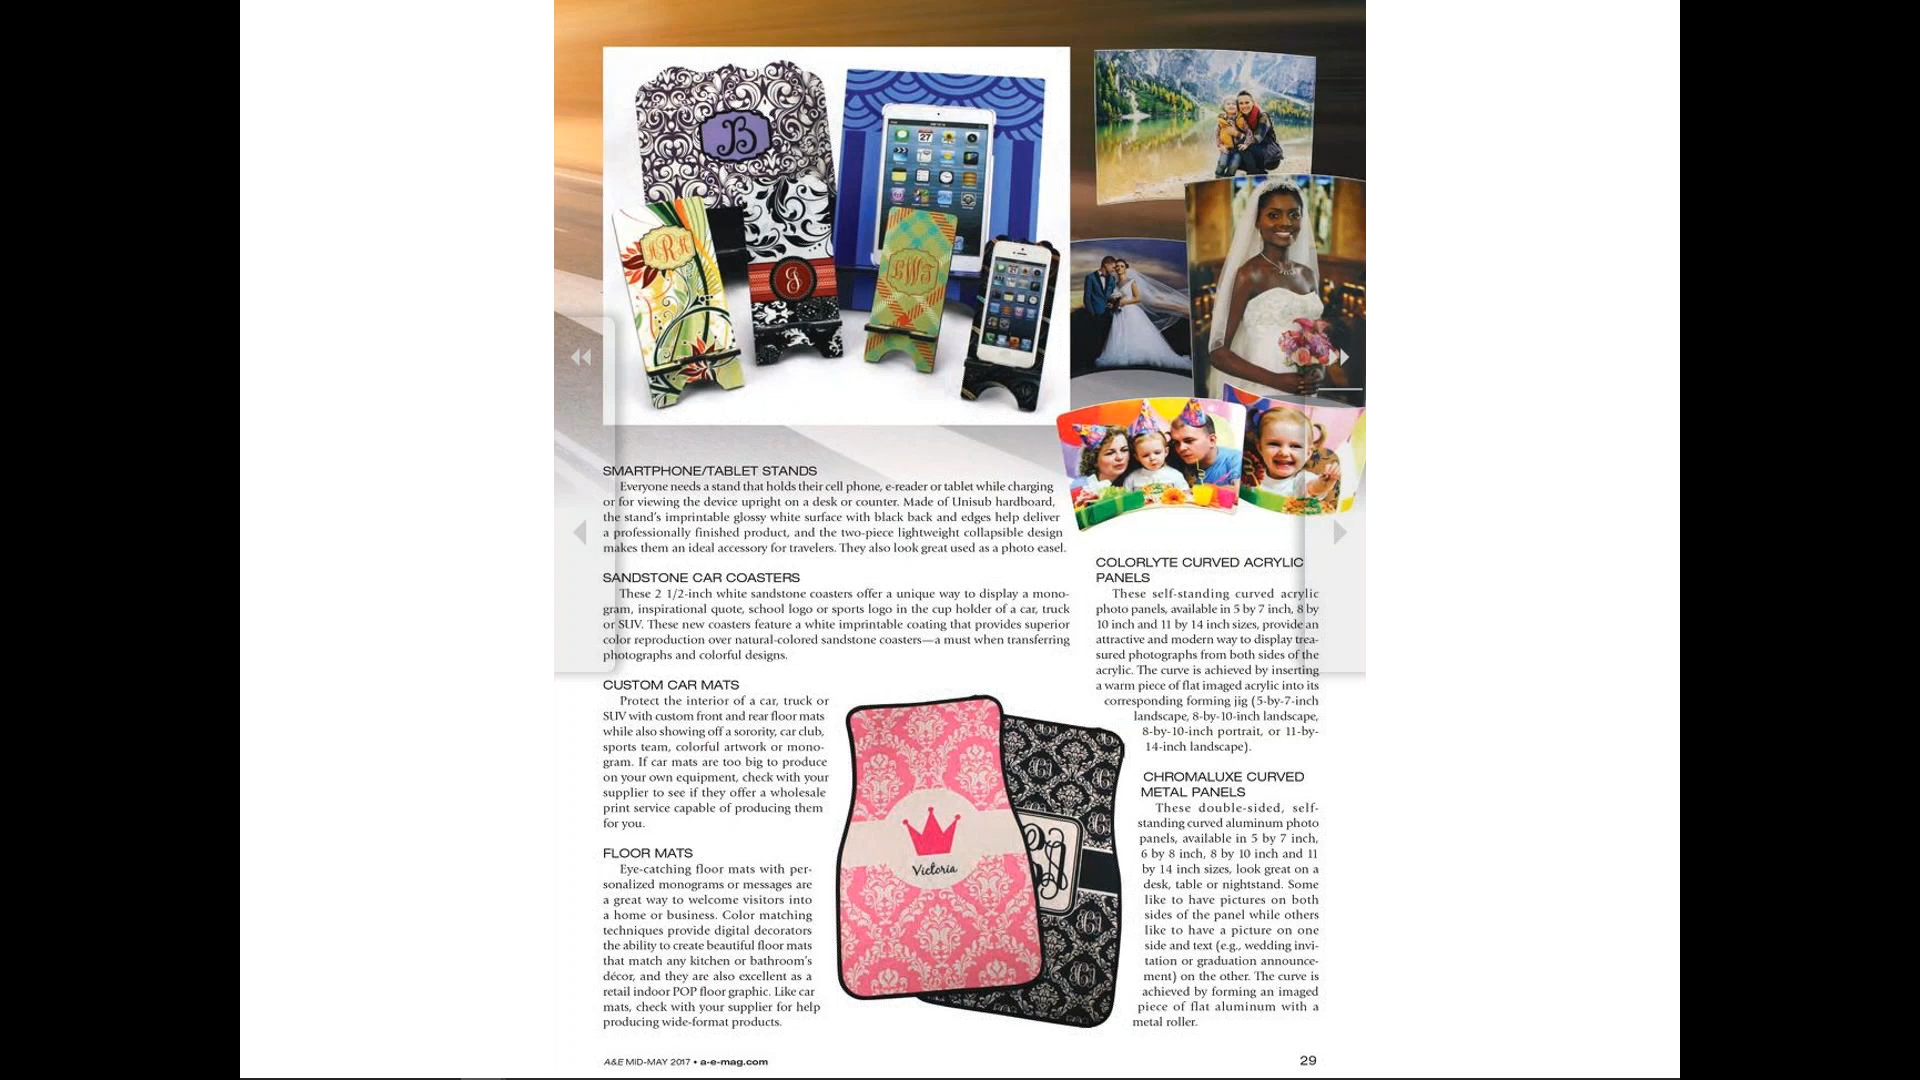 B
ARH
J
BWT
SMARTPHONE/TABLET STANDS
Everyone needs a stand that holds their cell phone, e-reader or tablet while charging
or for viewing the device upright on a desk or counter. Made of Unisub hardboard,
the stand's imprintable glossy white surface with black back and edges help deliver
a professionally finished product, and the two-piece lightweight collapsible design
makes them an ideal accessory for travelers. They also look great used as a photo easel.
SANDSTONE CAR COASTERS
These 2 1/2-inch white sandstone coasters offer a unique way to display a mono-
gram, inspirational quote, school logo or sports logo in the cup holder of a car, truck
or SUV. These new coasters feature a white imprintable coating that provides superior
color reproduction over natural-colored sandstone coasters—a must when transferring
photographs and colorful designs.
CUSTOM CAR MATS
Protect the interior of a car, truck or
SUV with custom front and rear floor mats
while also showing off a sorority, car club,
sports team, colorful artwork or mono-
gram. If car mats are too big to produce
on your own equipment, check with your
supplier to see if they offer a wholesale
print service capable of producing them
for you.
FLOOR MATS
Eye-catching floor mats with per-
sonalized monograms or messages are
a great way to welcome visitors into
a home or business. Color matching
techniques provide digital decorators
the ability to create beautiful floor mats
that match any kitchen or bathroom's
décor, and they are also excellent as a
retail indoor POP floor graphic. Like car
mats, check with your supplier for help
producing wide-format products.
Victoria
COLORLYTE CURVED ACRYLIC
PANELS
These self-standing curved acrylic
photo panels, available in 5 by 7 inch, 8 by
10 inch and 11 by 14 inch sizes, provide an
attractive and modern way to display trea-
sured photographs from both sides of the
acrylic. The curve is achieved by inserting
a warm piece of flat imaged acrylic into its
corresponding forming jig (5-by-7-inch
landscape, 8-by-10-inch landscape,
8-by-10-inch portrait, or 11-by-
14-inch landscape).
CHROMALUXE CURVED
METAL PANELS
These double-sided, self-
standing curved aluminum photo
panels, available in 5 by 7 inch,
6 by 8 inch, 8 by 10 inch and 11
by 14 inch sizes, look great on a
desk, table or nightstand. Some
like to have pictures on both
sides of the panel while others
like to have a picture on one
side and text (e.g., wedding invi-
tation or graduation announce-
ment) on the other. The curve is
achieved by forming an imaged
piece of flat aluminum with a
metal roller.
A&E MID-MAY 2017 • a-e-mag.com
29